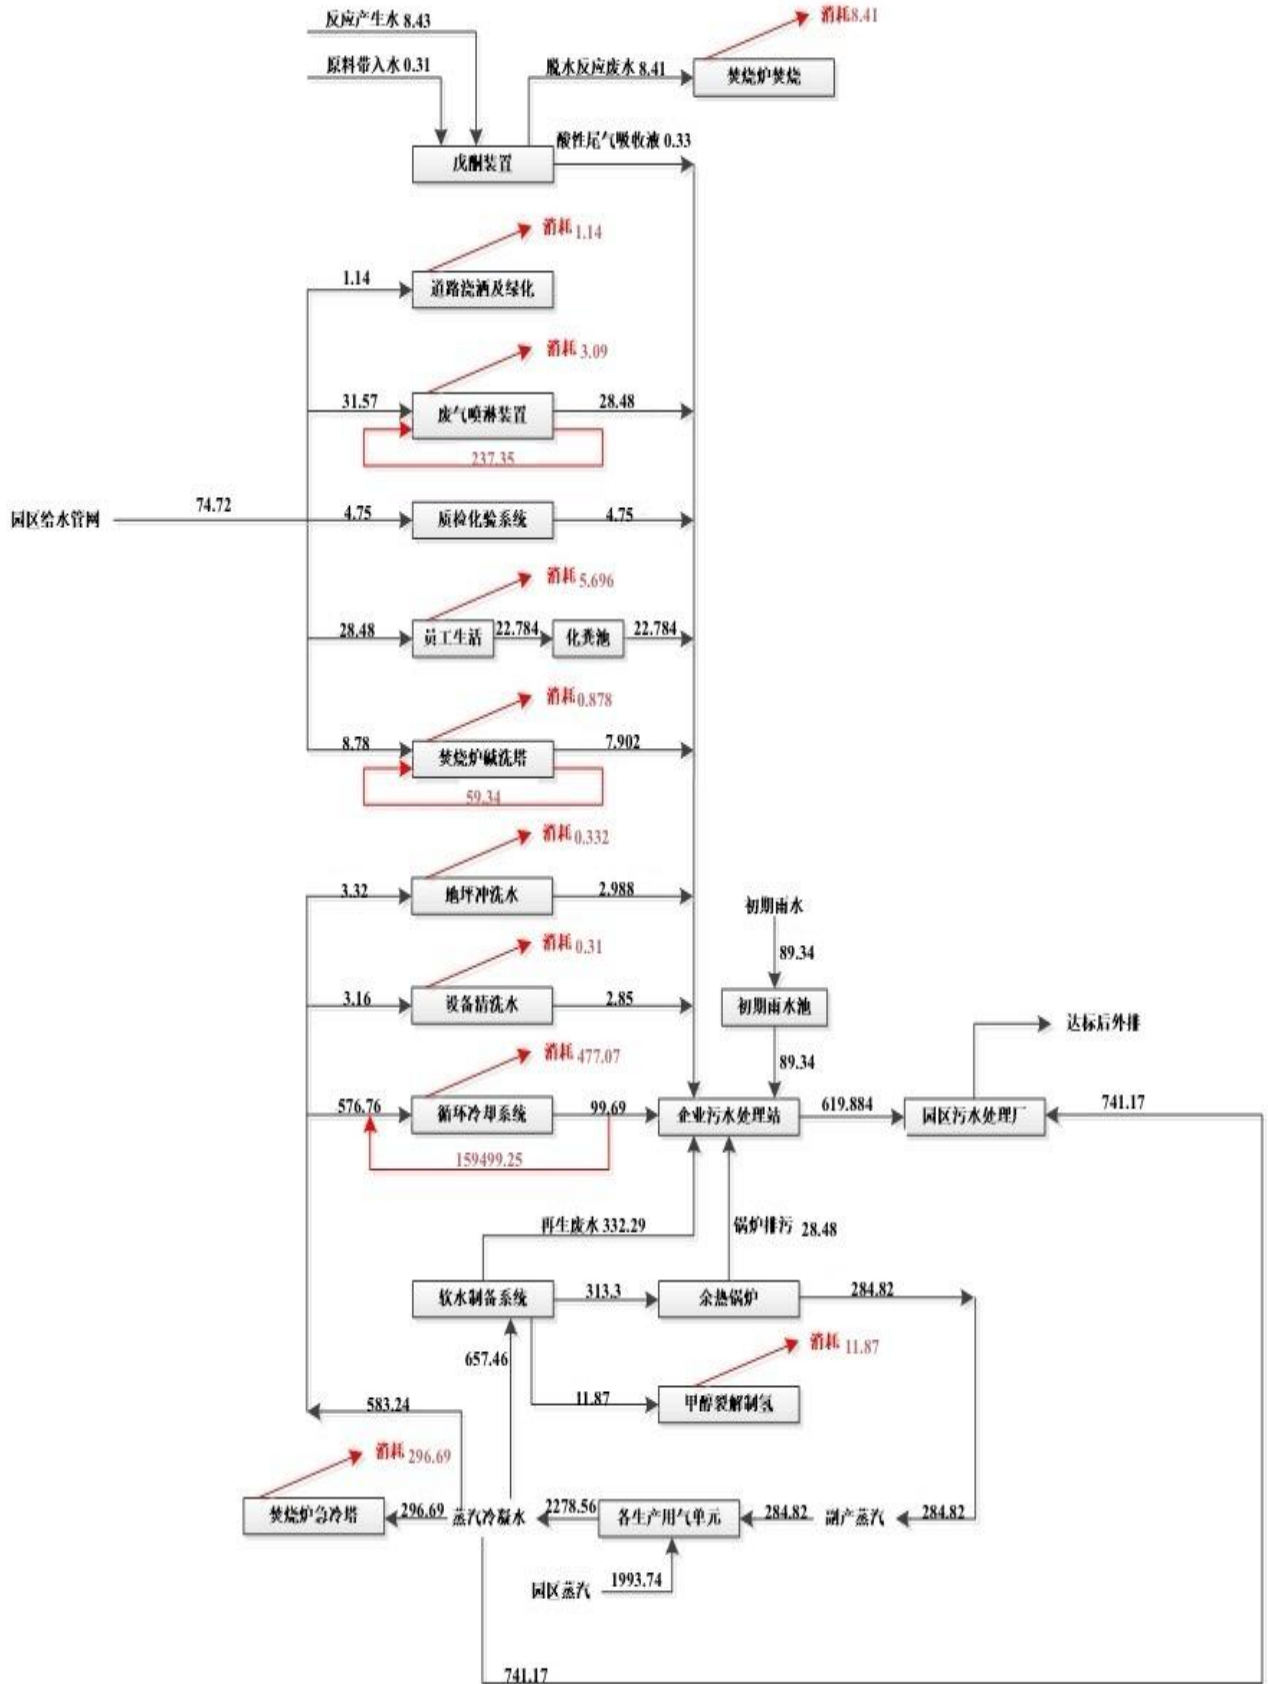 反应产生水 8.43
消耗8.41
原料带入水 0.31
脱水反应废水 8.41
焚烧炉焚烧
酸性尾气吸收液 0.33
戊酮装置
消耗 1.14
1.14
道路浇洒及绿化
消耗 3.09
31.57
废气喷淋装置
28.48
237.35
园区给水管网
74.72
4.75
质检化验系统
4.75
消耗 5.696
28.48
员工生活
22.784
化粪池
22.784
消耗 0.878
8.78
焚烧炉碱洗塔
7.902
59.34
消耗 0.332
3.32
地坪冲洗水
2.988
初期雨水
消耗 0.31
89.34
3.16
设备清洗水
2.85
初期雨水池
达标后外排
消耗 477.07
89.34
576.76
循环冷却系统
99.69
企业污水处理站
619.884
园区污水处理厂
741.17
159499.25
再生废水 332.29
锅炉排污 28.48
软水制备系统
313.3
余热锅炉
284.82
消耗 11.87
657.46
11.87
甲醇裂解制氢
583.24
消耗 296.69
焚烧炉急冷塔
296.69
蒸汽冷凝水
2278.56
各生产用气单元
284.82
副产蒸汽
284.82
园区蒸汽
1993.74
741.17